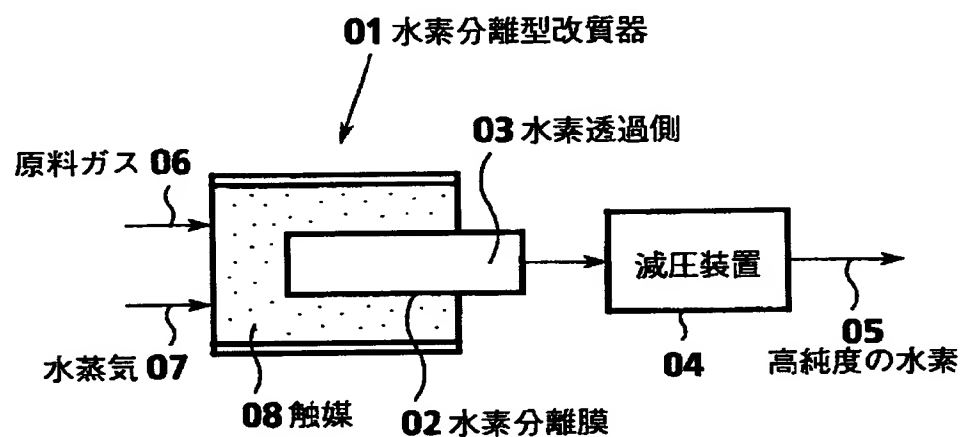 01 水素分離型改質器
03 水素透過側
原料ガス 06
減圧装置
05
高純度の水素
04
水蒸気 07
08 触媒
02 水素分離膜